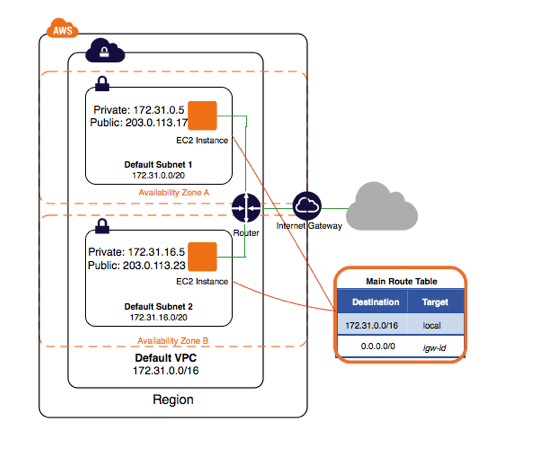 AWS
Private: 172.31.0.5
Public: 203.0.113.17
EC2 Instance
Default Subnet 1
172.31.0.0/20
Availability Zone A
Router
Internet Gateway
Private: 172.31.16.5
Public: 203.0.113.23
EC2 Instance
Default Subnet 2
172.31.16.0/20
Availability Zone B
Default VPC
172.31.0.0/16
Region
Main Route Table
Destination Target
172.31.0.0/16 local
0.0.0.0/0 igw-id